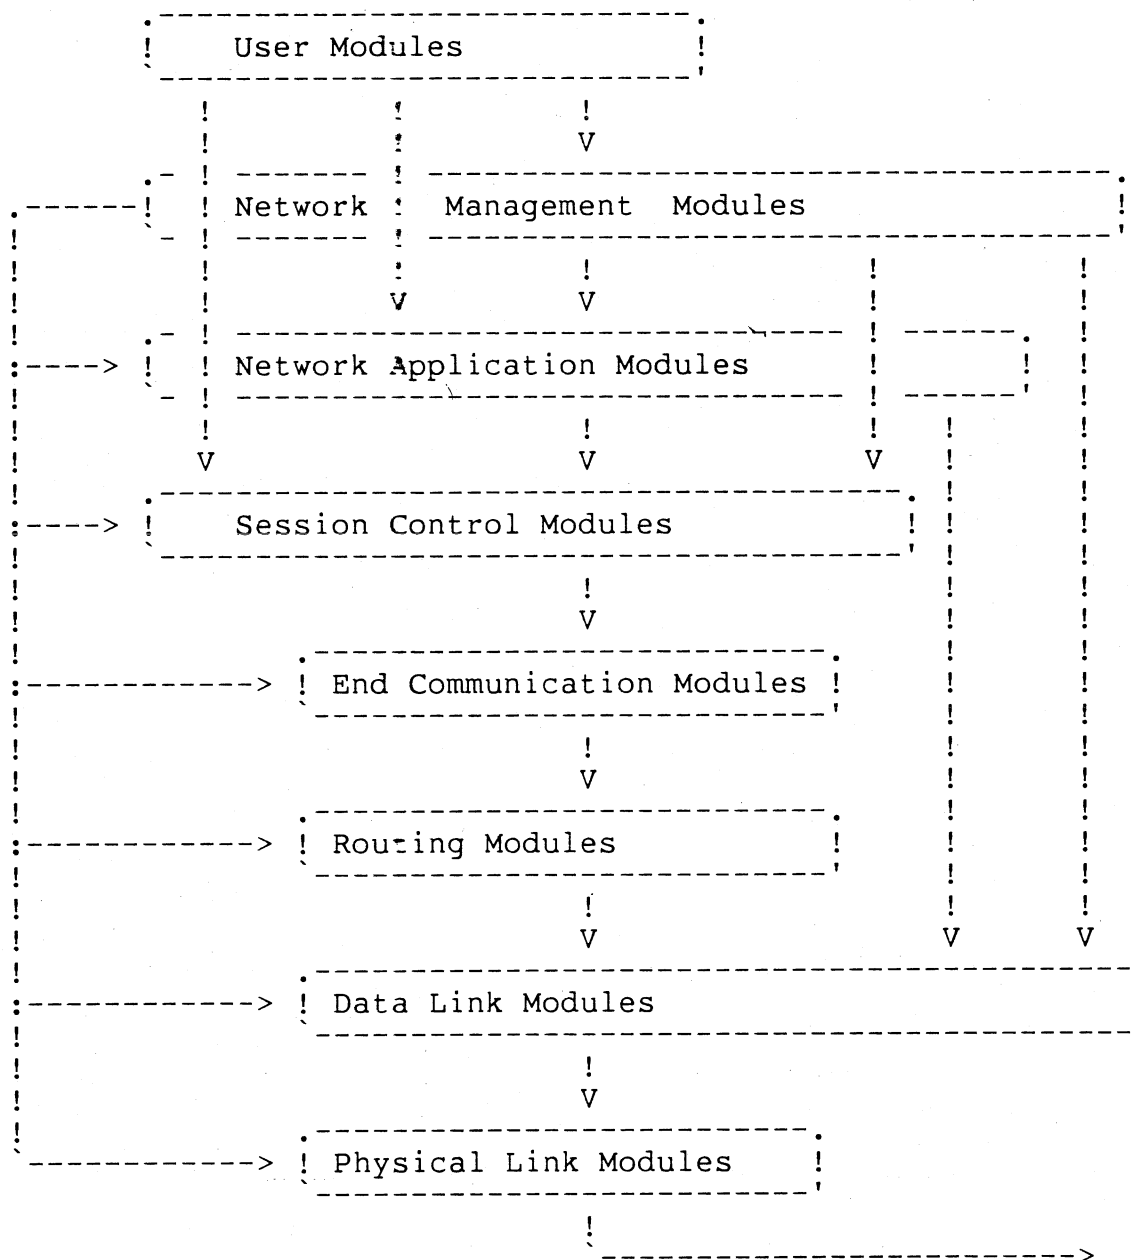 User Modules
Network Management Modules
Network Application Modules
Session Control Modules
End Communication Modules
Routing Modules
Data Link Modules
Physical Link Modules